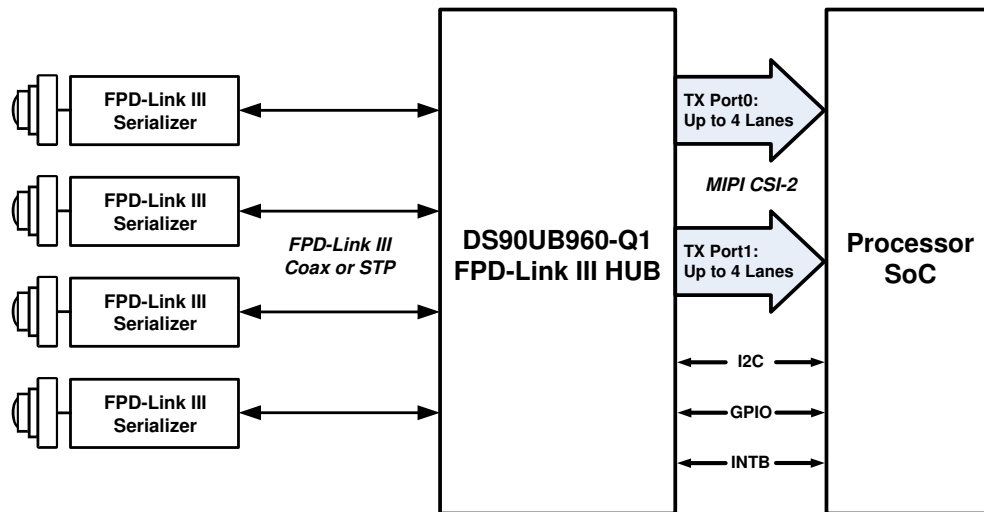 FPD-Link III
Serializer
FPD-Link III
Serializer
FPD-Link III
Serializer
FPD-Link III
Serializer
FPD-Link III
Coax or STP
DS90UB960-Q1
FPD-Link III HUB
TX Port0:
Up to 4 Lanes
MIPI CSI-2
TX Port1:
Up to 4 Lanes
I2C
GPIO
INTB
Processor
SoC